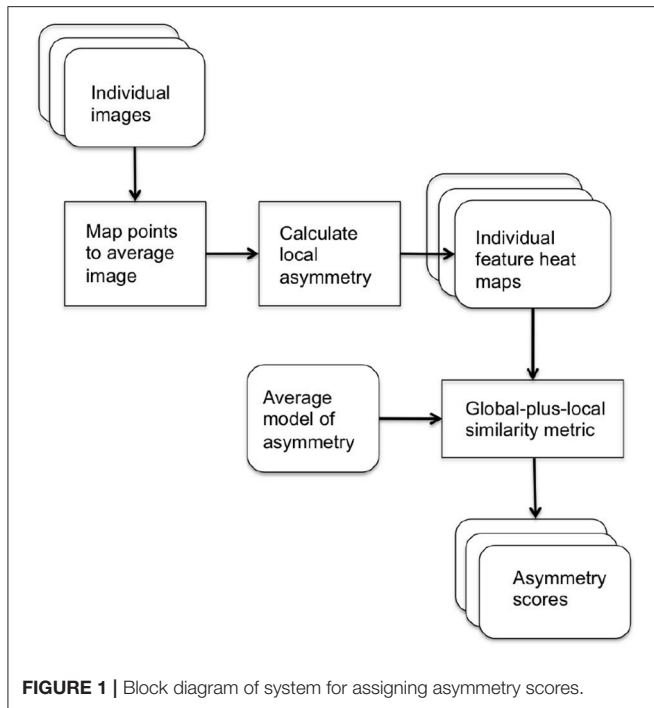 Individual
images
Map points
to average
image
Calculate
local
asymmetry
Individual
feature heat
maps
Average
model of
asymmetry
Global-plus-local
similarity metric
Asymmetry
scores
FIGURE 1 | Block diagram of system for assigning asymmetry scores.